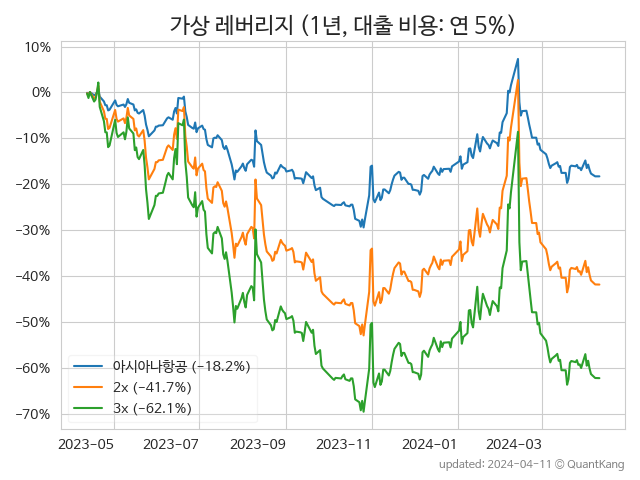 가상 레버리지 (1년, 대출 비용: 연 5%)
10%
0%
−10%
−20%
−30%
−40%
−50%
−60%
−70%
아시아나항공 (−18.2%)
2x (−41.7%)
3x (−62.1%)
2023-05 2023-07 2023-09 2023-11 2024-01 2024-03
updated: 2024-04-11 © QuantKang